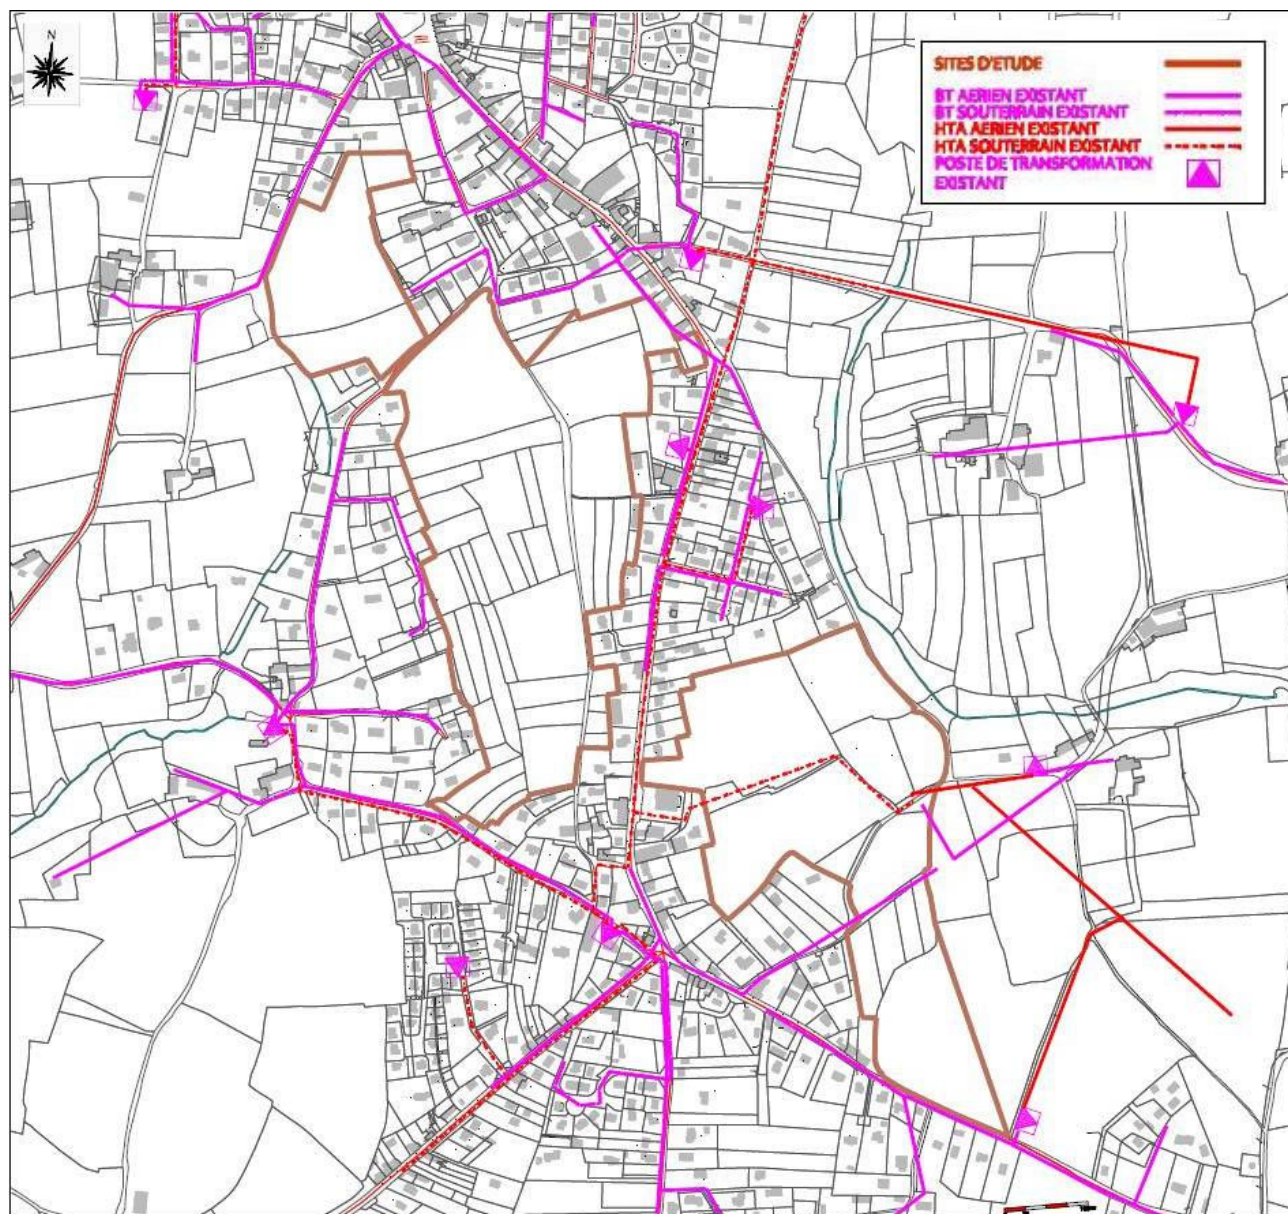 N
SITES D'ETUDE
BT AERIEN EXISTANT
BT SOUTERRAIN EXISTANT
HTA AERIEN EXISTANT
HTA SOUTERRAIN EXISTANT
POSTE DE TRANSFORMATION
EXISTANT